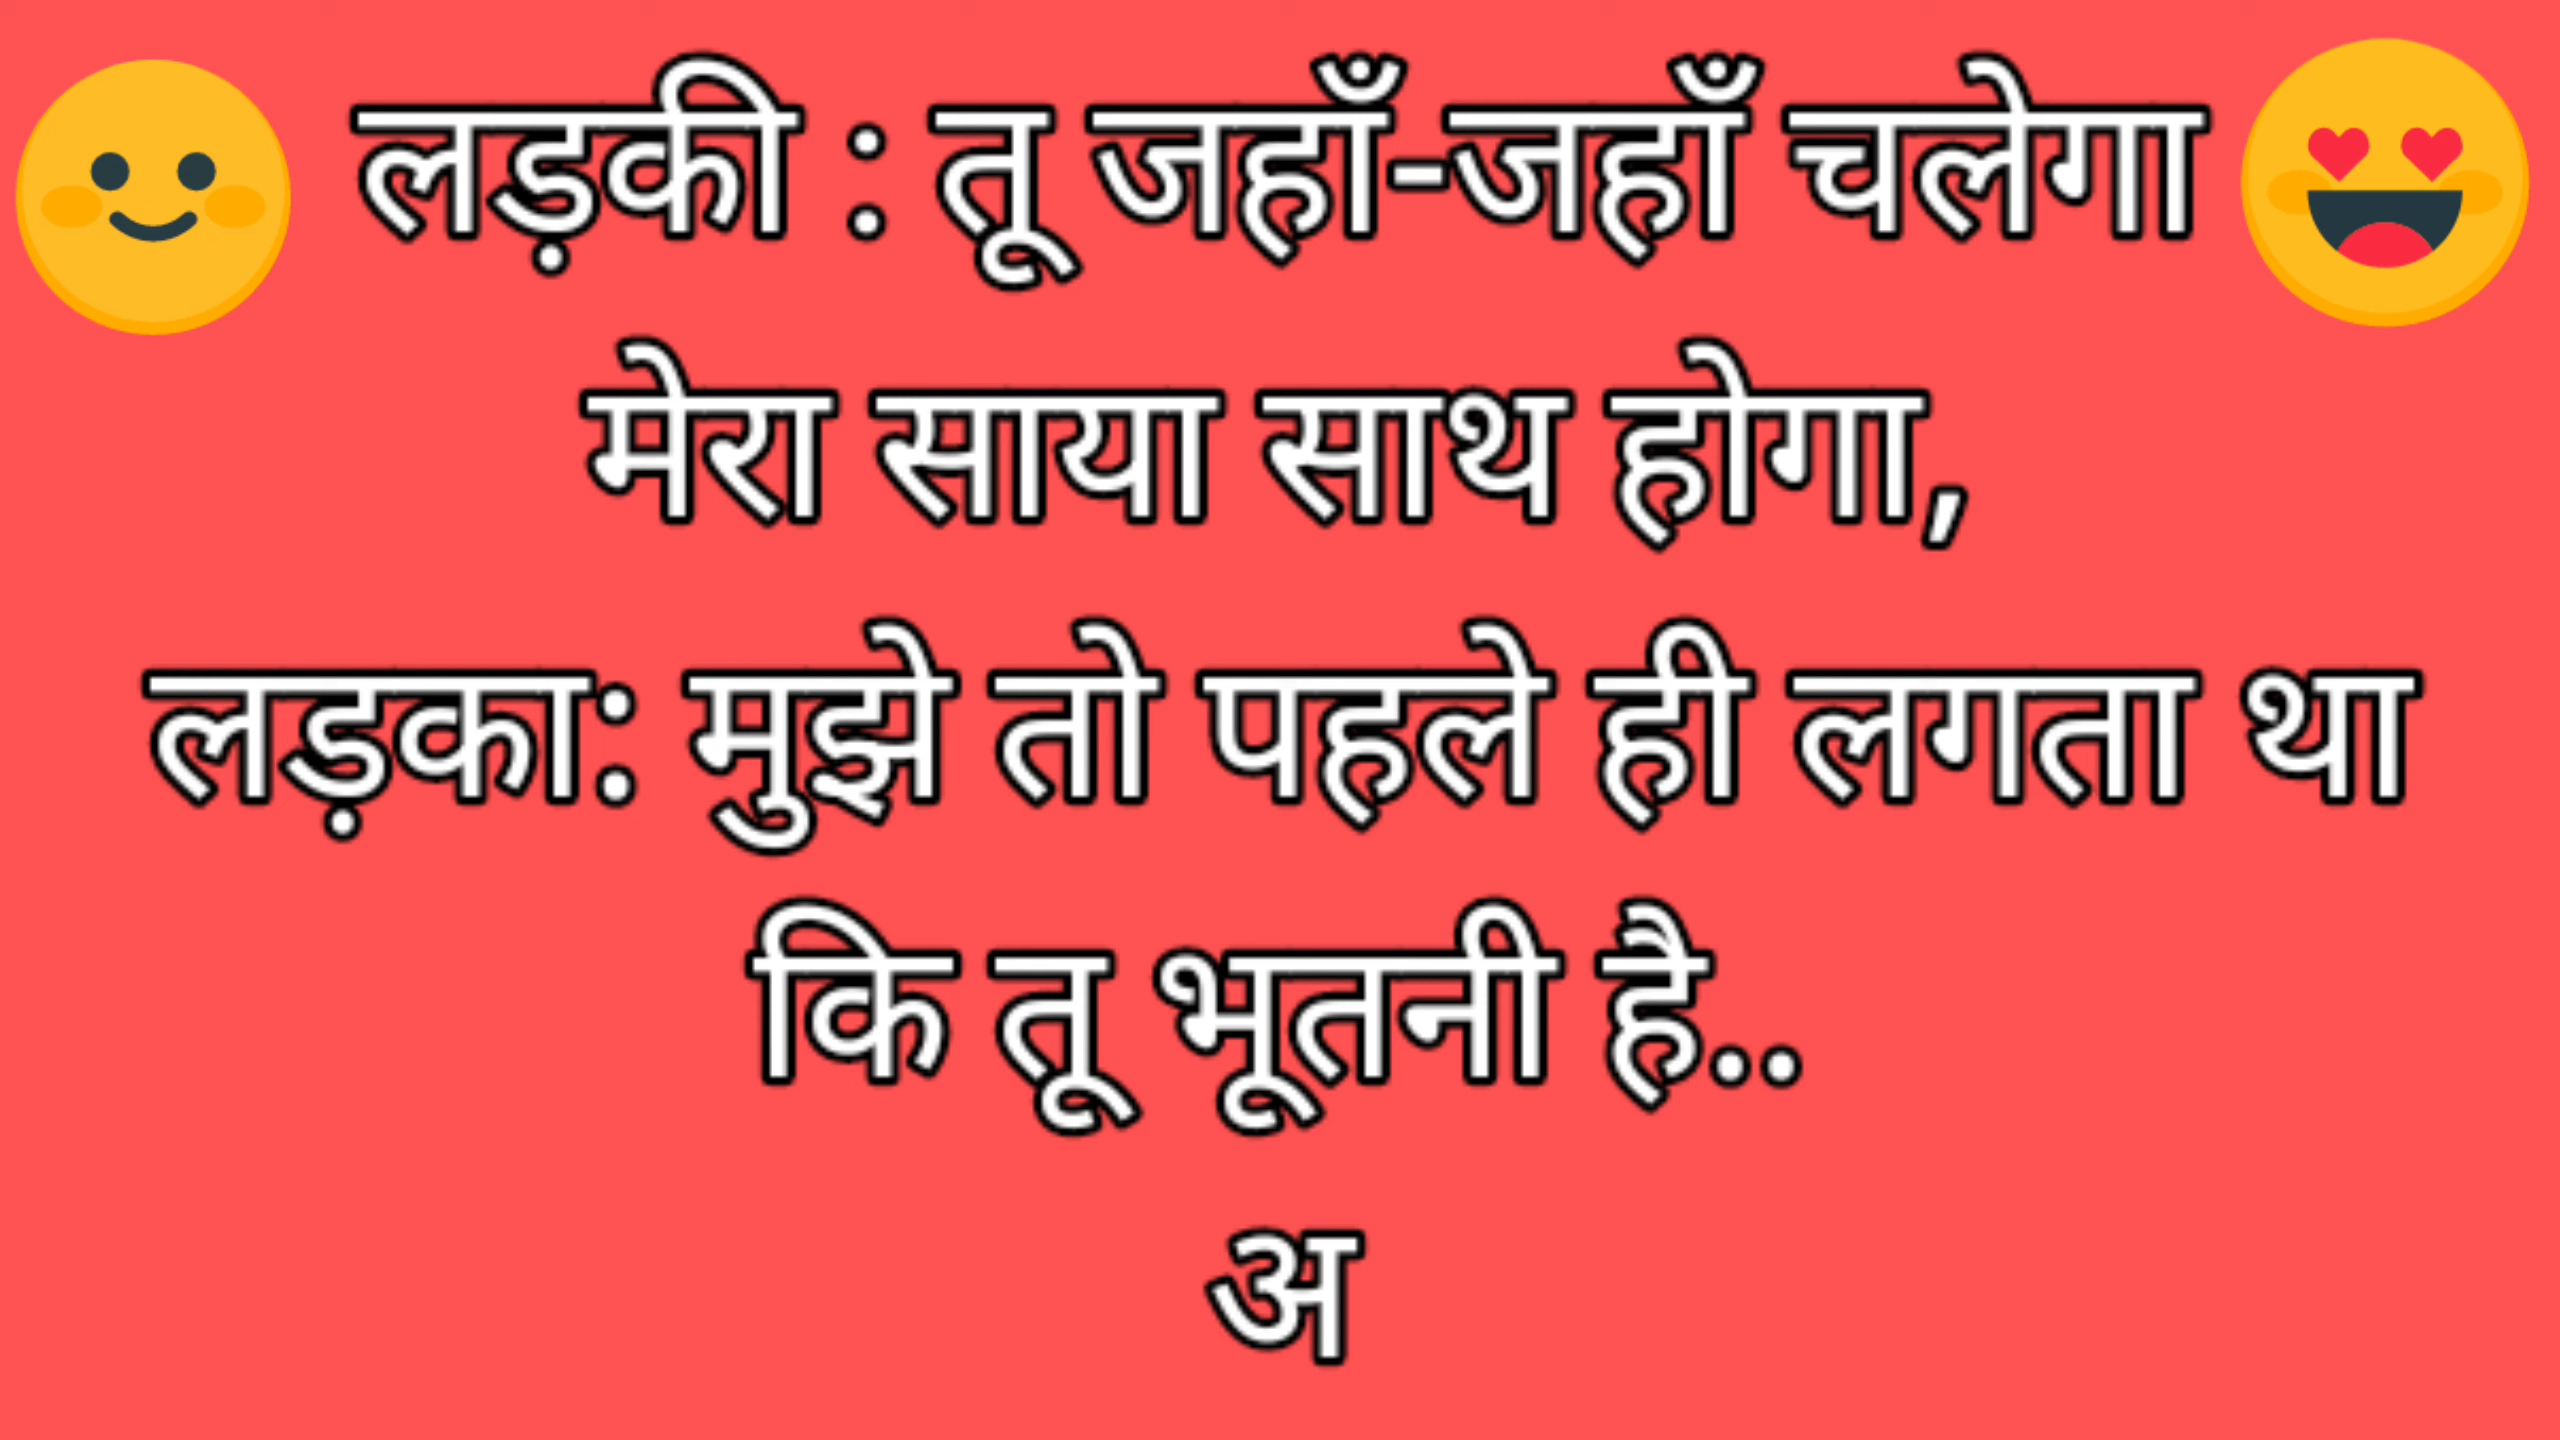 लड़की : तू जहाँ-जहाँ चलेगा
मेरा साया साथ होगा,
लड़का: मुझे तो पहले ही लगता था
कि तू भूतनी है..
अ